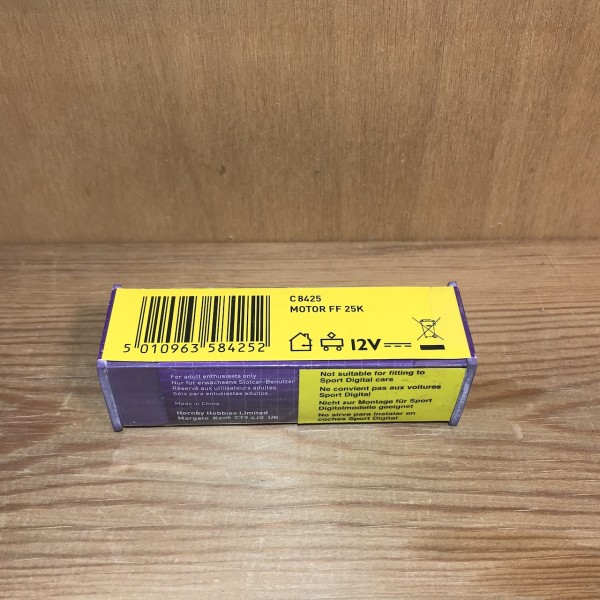 C 8425
MOTOR FF 25K
5 010963 584252
12V
For adult enthusiasts only
Nur für erwachsene Slotcar-Benutzer
Réservé aux utilisateurs adultes
Sólo para entusiastas adultos
Made in China
Hornby Hobbies Limited
Margate Kent CT9 4JX UK
Not suitable for fitting to
Sport Digital cars
Ne convient pas aux voitures
Sport Digital
Nicht zur Montage für Sport
Digitalmodelle geeignet
No sirve para instalar en
coches Sport Digital